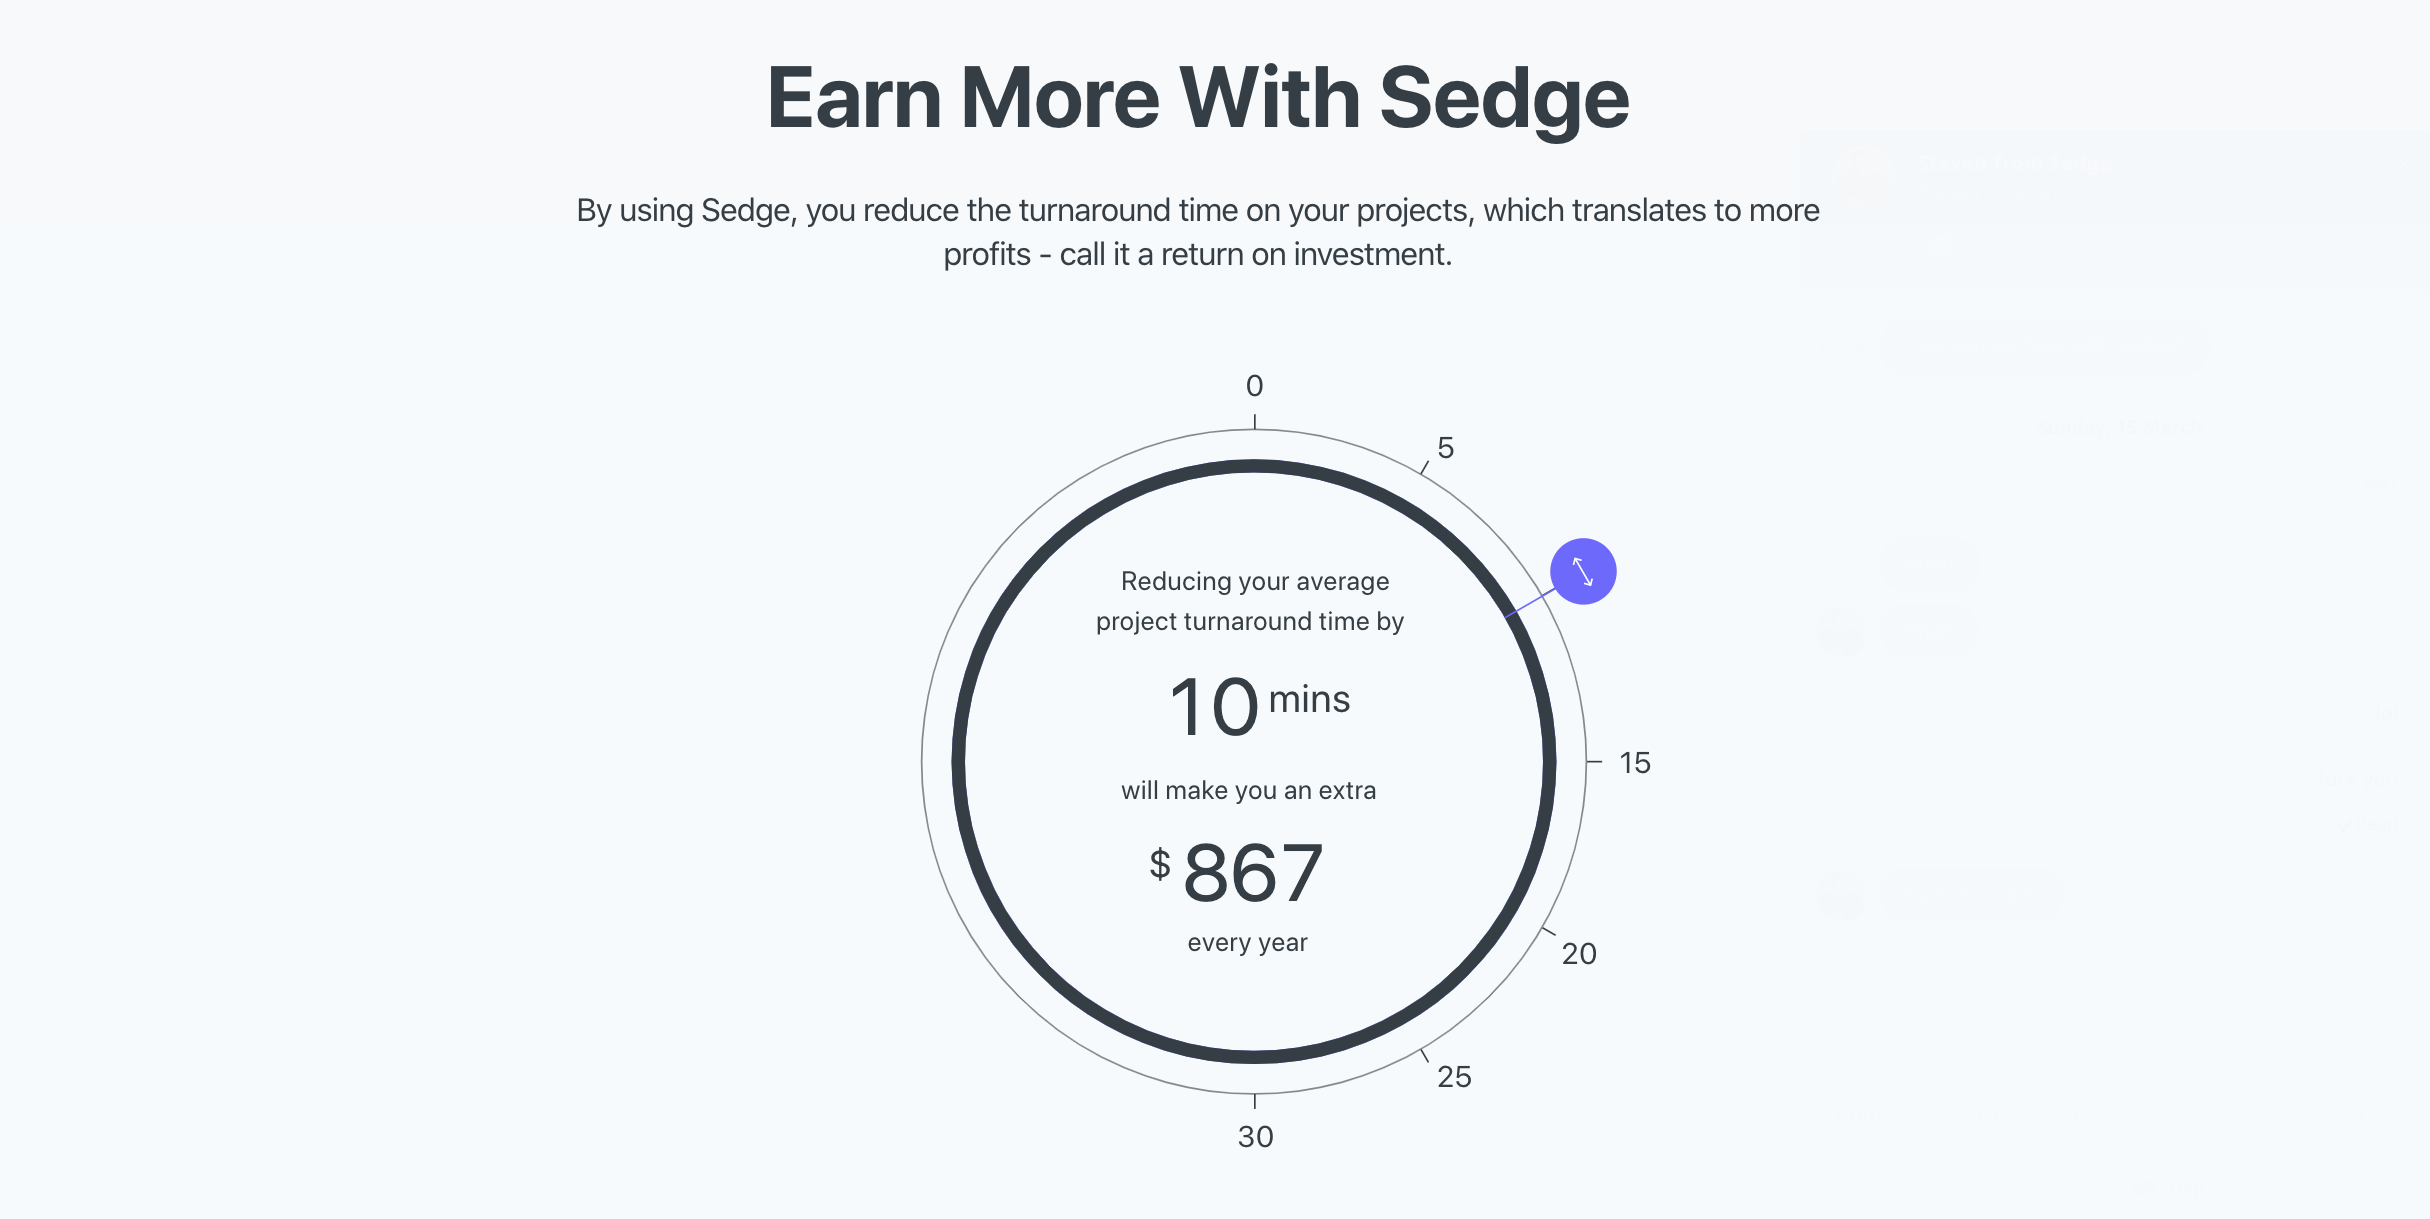 Earn More With Sedge
By using Sedge, you reduce the turnaround time on your projects, which translates to more
profits - call it a return on investment.
0
5
Reducing your average
project turnaround time by
10 mins
15
will make you an extra
$ 867
every year
20
25
30